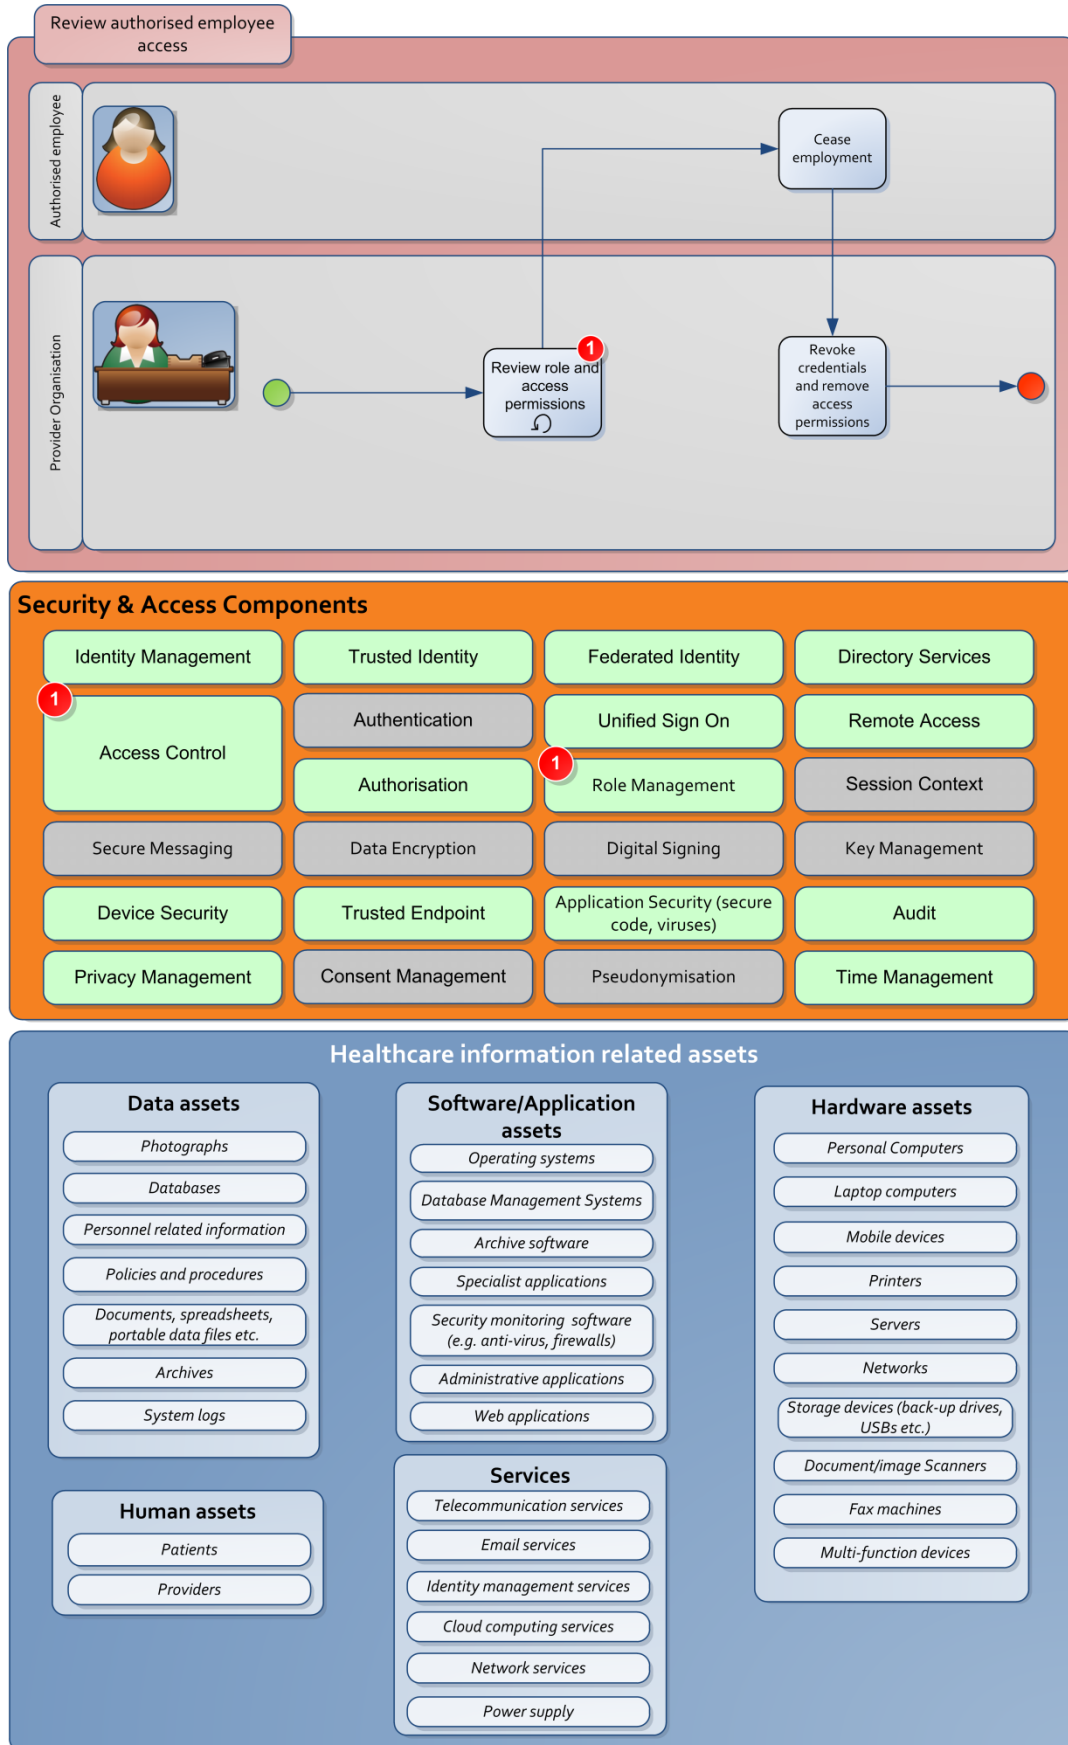 Review authorised employee
access
Authorised employee
Cease
employment
Provider Organisation
1
Review role and
access
permissions
Revoke
credentials
and remove
access
permissions
Security & Access Components
Identity Management
Trusted Identity
Federated Identity
Directory Services
1
Access Control
Authentication
Unified Sign On
Remote Access
Authorisation
1
Role Management
Session Context
Secure Messaging
Data Encryption
Digital Signing
Key Management
Device Security
Trusted Endpoint
Application Security (secure
code, viruses)
Audit
Privacy Management
Consent Management
Pseudonymisation
Time Management
Healthcare information related assets
Data assets
Photographs
Databases
Personnel related information
Policies and procedures
Documents, spreadsheets,
portable data files etc.
Archives
System logs
Human assets
Patients
Providers
Software/Application
assets
Operating systems
Database Management Systems
Archive software
Specialist applications
Security monitoring software
(e.g. anti-virus, firewalls)
Administrative applications
Web applications
Services
Telecommunication services
Email services
Identity management services
Cloud computing services
Network services
Power supply
Hardware assets
Personal Computers
Laptop computers
Mobile devices
Printers
Servers
Networks
Storage devices (back-up drives,
USBs etc.)
Document/image Scanners
Fax machines
Multi-function devices